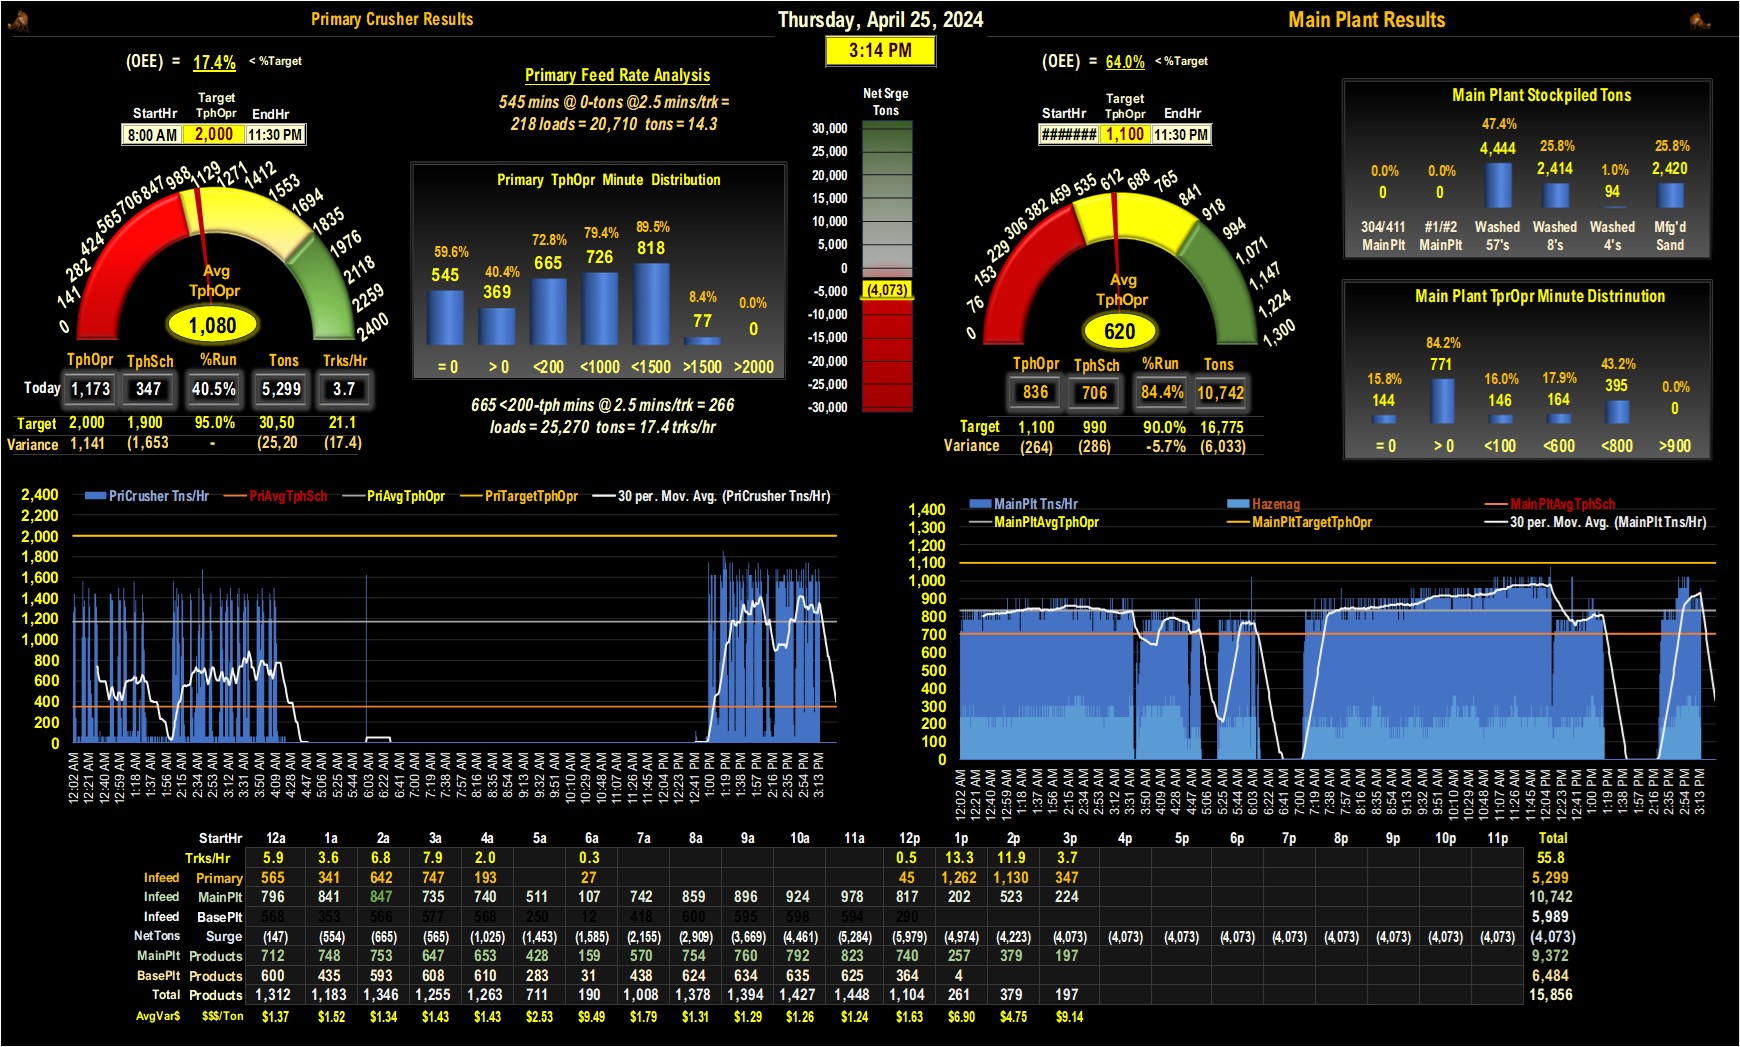 Primary Crusher Results
Thursday, April 25, 2024
Main Plant Results
3:14 PM
(OEE) = 17.4% < %Target
Target
StartHr TphOpr EndHr
8:00 AM 2,000 11:30 PM
0 141 282 424 565 706 847 988 1129 1271 1412 1553 1694 1835 1976 2118 2259 2400
Avg
TphOpr
1,080
TphOpr TphSch %Run Tons Trks/Hr
Today 1,173 347 40.5% 5,299 3.7
Target 2,000 1,900 95.0% 30,50 21.1
Variance 1,141 (1,653 - (25,20 (17.4)
Primary Feed Rate Analysis
545 mins @ 0-tons @2.5 mins/trk =
218 loads = 20,710 tons = 14.3
Primary TphOpr Minute Distribution
59.6% 40.4% 72.8% 79.4% 89.5% 8.4% 0.0%
545 369 665 726 818 77 0
= 0 > 0 <200 <1000 <1500 >1500 >2000
665 <200-tph mins @ 2.5 mins/trk = 266
loads = 25,270 tons = 17.4 trks/hr
Net Srge
Tons
30,000
25,000
20,000
15,000
10,000
5,000
0
-5,000
-10,000
-15,000
-20,000
-25,000
-30,000
(4,073)
(OEE) = 64.0% < %Target
Target
StartHr TphOpr EndHr
####### 1,100 11:30 PM
0 76 153 229 306 382 459 535 612 688 765 841 918 994 1,071 1,147 1,224 1,300
Avg
TphOpr
620
TphOpr TphSch %Run Tons
836 706 84.4% 10,742
Target 1,100 990 90.0% 16,775
Variance (264) (286) -5.7% (6,033)
Main Plant Stockpiled Tons
0.0% 0.0% 47.4% 25.8% 1.0% 25.8%
0 0 4,444 2,414 94 2,420
304/411 #1/#2 Washed Washed Washed Mfg'd
MainPlt MainPlt 57's 8's 4's Sand
Main Plant TprOpr Minute Distrinution
15.8% 84.2% 16.0% 17.9% 43.2% 0.0%
144 771 146 164 395 0
= 0 > 0 <100 <600 <800 >900
PriCrusher Tns/Hr PriAvgTphSch PriAvgTphOpr PriTargetTphOpr 30 per. Mov. Avg. (PriCrusher Tns/Hr)
2,400
2,200
2,000
1,800
1,600
1,400
1,200
1,000
800
600
400
200
0
12:02 AM 12:21 AM 12:40 AM 12:59 AM 1:18 AM 1:37 AM 1:56 AM 2:15 AM 2:34 AM 2:53 AM 3:12 AM 3:31 AM 3:50 AM 4:09 AM 4:28 AM 4:47 AM 5:06 AM 5:25 AM 5:44 AM 6:03 AM 6:22 AM 6:41 AM 7:00 AM 7:19 AM 7:38 AM 7:57 AM 8:16 AM 8:35 AM 8:54 AM 9:13 AM 9:32 AM 9:51 AM 10:10 AM 10:29 AM 10:48 AM 11:07 AM 11:26 AM 11:45 AM 12:04 PM 12:23 PM 12:41 PM 1:00 PM 1:19 PM 1:38 PM 1:57 PM 2:16 PM 2:35 PM 2:54 PM 3:13 PM
MainPlt Tns/Hr Hazenag MainPltAvgTphSch
MainPltAvgTphOpr MainPltTargetTphOpr 30 per. Mov. Avg. (MainPlt Tns/Hr)
1,400
1,300
1,200
1,100
1,000
900
800
700
600
500
400
300
200
100
0
12:02 AM 12:21 AM 12:40 AM 12:59 AM 1:18 AM 1:37 AM 1:56 AM 2:15 AM 2:34 AM 2:53 AM 3:12 AM 3:31 AM 3:50 AM 4:09 AM 4:28 AM 4:47 AM 5:06 AM 5:25 AM 5:44 AM 6:03 AM 6:22 AM 6:41 AM 7:00 AM 7:19 AM 7:38 AM 7:57 AM 8:16 AM 8:35 AM 8:54 AM 9:13 AM 9:32 AM 9:51 AM 10:10 AM 10:29 AM 10:48 AM 11:07 AM 11:26 AM 11:45 AM 12:04 PM 12:23 PM 12:41 PM 1:00 PM 1:19 PM 1:38 PM 1:57 PM 2:16 PM 2:35 PM 2:54 PM 3:13 PM
StartHr 12a 1a 2a 3a 4a 5a 6a 7a 8a 9a 10a 11a 12p 1p 2p 3p 4p 5p 6p 7p 8p 9p 10p 11p Total
Trks/Hr 5.9 3.6 6.8 7.9 2.0 0.3 0.5 13.3 11.9 3.7 55.8
Infeed Primary 565 341 642 747 193 27 45 1,262 1,130 347 5,299
Infeed MainPlt 796 841 847 735 740 511 107 742 859 896 924 978 817 202 523 224 10,742
Infeed BasePlt 568 353 566 577 568 250 12 418 600 595 598 594 290 5,989
NetTons Surge (147) (554) (665) (565) (1,025) (1,453) (1,585) (2,155) (2,909) (3,669) (4,461) (5,284) (5,979) (4,974) (4,223) (4,073) (4,073) (4,073) (4,073) (4,073) (4,073) (4,073) (4,073) (4,073) (4,073)
MainPlt Products 712 748 753 647 653 428 159 570 754 760 792 823 740 257 379 197 9,372
BasePlt Products 600 435 593 608 610 283 31 438 624 634 635 625 364 4 6,484
Total Products 1,312 1,183 1,346 1,255 1,263 711 190 1,008 1,378 1,394 1,427 1,448 1,104 261 379 197 15,856
AvgVar$ $$$/Ton $1.37 $1.52 $1.34 $1.43 $1.43 $2.53 $9.49 $1.79 $1.31 $1.29 $1.26 $1.24 $1.63 $6.90 $4.75 $9.14